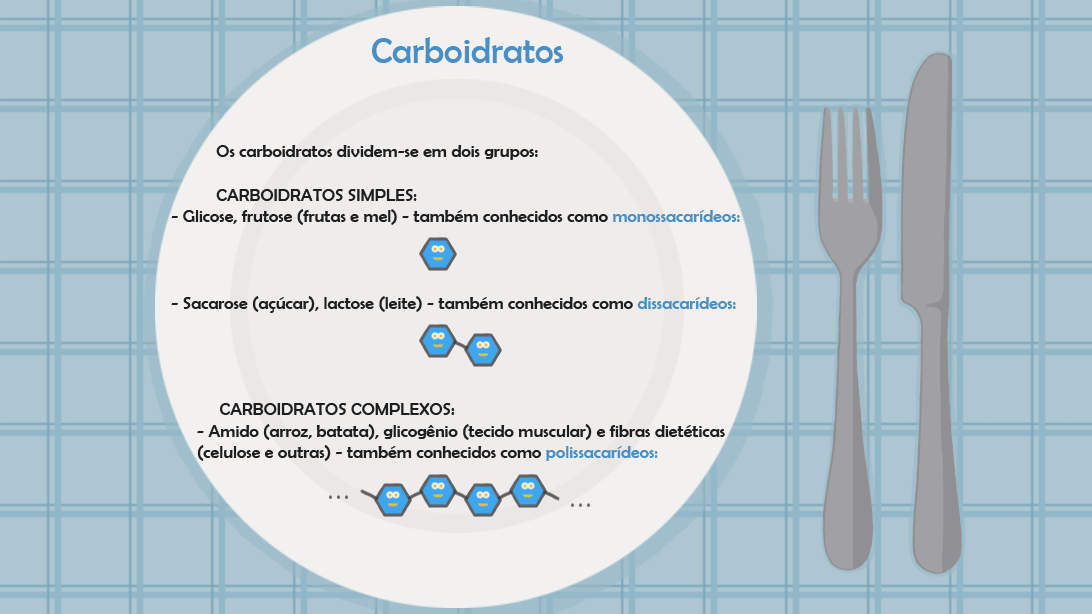 Carboidratos
Os carboidratos dividem-se em dois grupos:
CARBOIDRATOS SIMPLES:
- Glicose, frutose (frutas e mel) - também conhecidos como monossacarídeos:
- Sacarose (açúcar), lactose (leite) - também conhecidos como dissacarídeos:
CARBOIDRATOS COMPLEXOS:
- Amido (arroz, batata), glicogênio (tecido muscular) e fibras dietéticas
(celulose e outras) - também conhecidos como polissacarídeos:
... ...